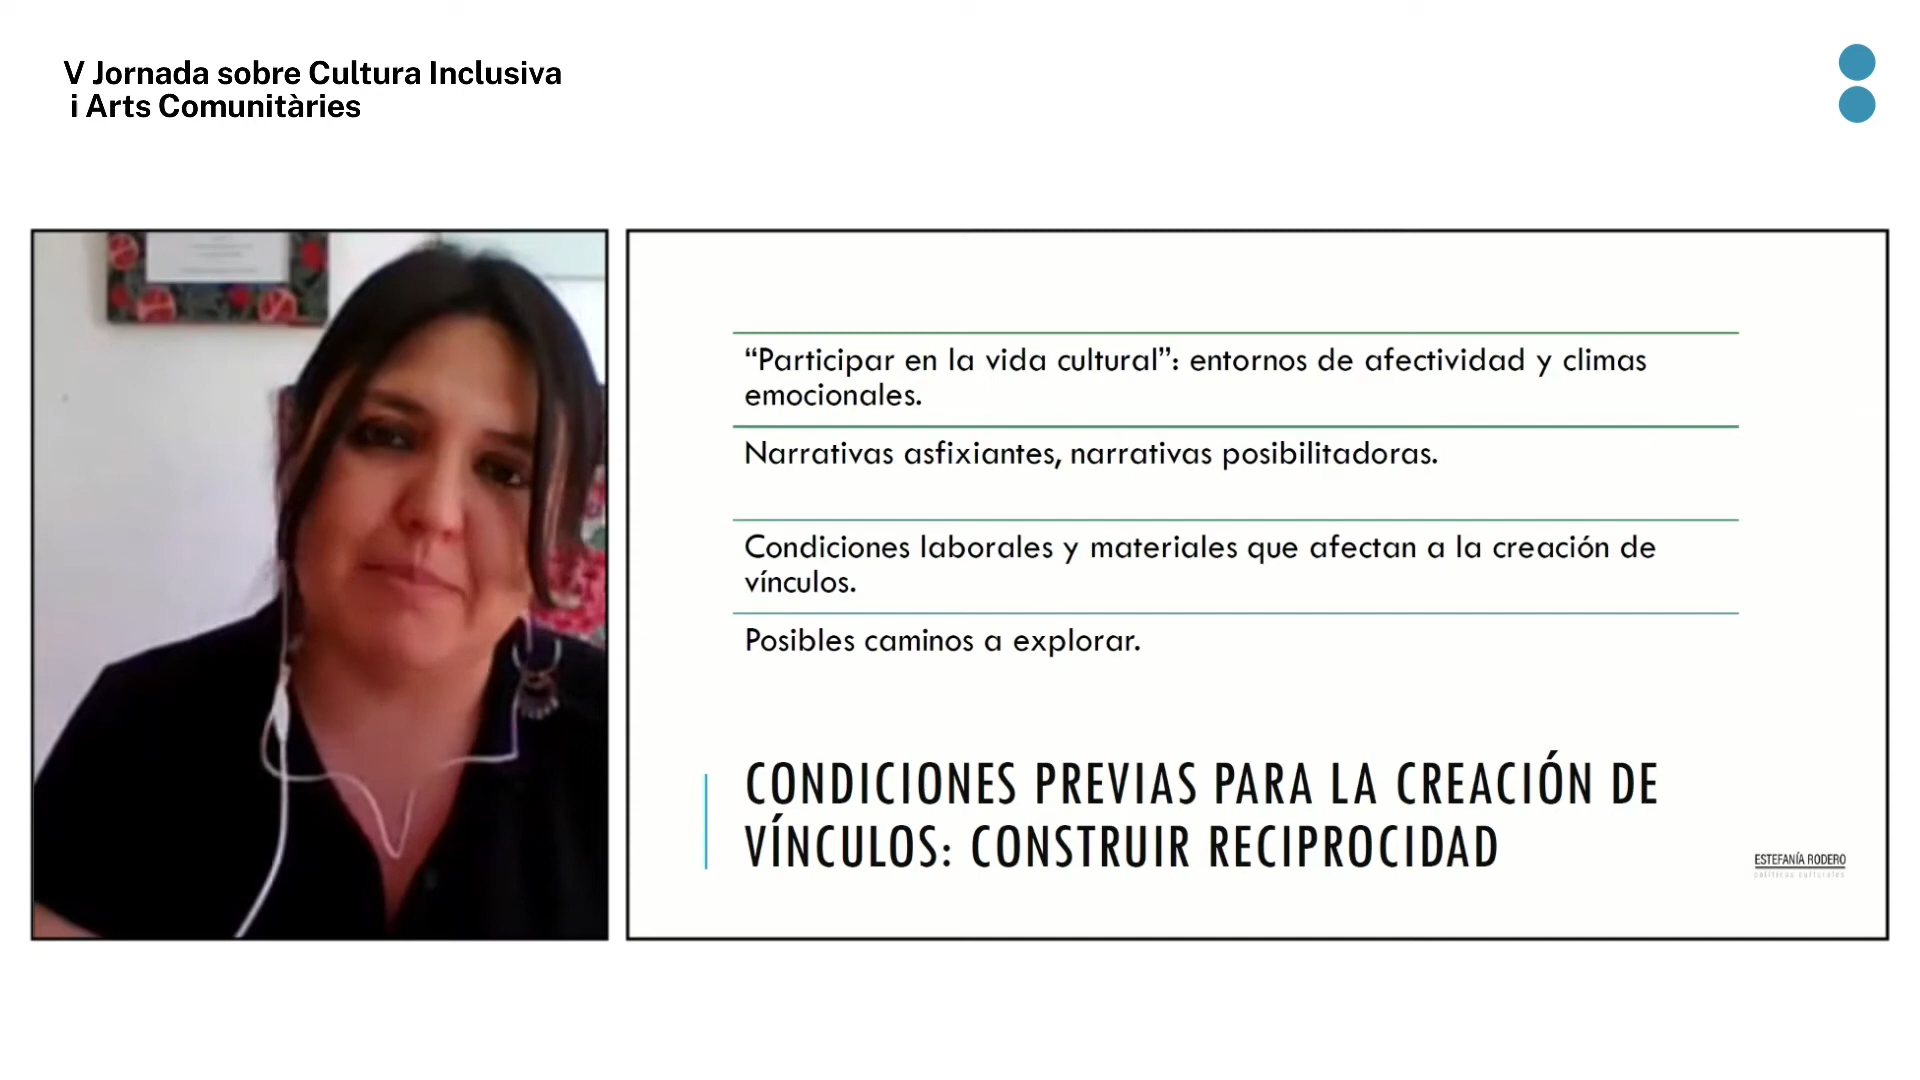 V Jornada sobre Cultura Inclusiva
i Arts Comunitàries
“Participar en la vida cultural”: entornos de afectividad y climas
emocionales.
Narrativas asfixiantes, narrativas posibilitadoras.
Condiciones laborales y materiales que afectan a la creación de
vínculos.
Posibles caminos a explorar.
CONDICIONES PREVIAS PARA LA CREACIÓN DE
VÍNCULOS: CONSTRUIR RECIPROCIDAD
ESTEFANÍA RODERO
políticas culturales